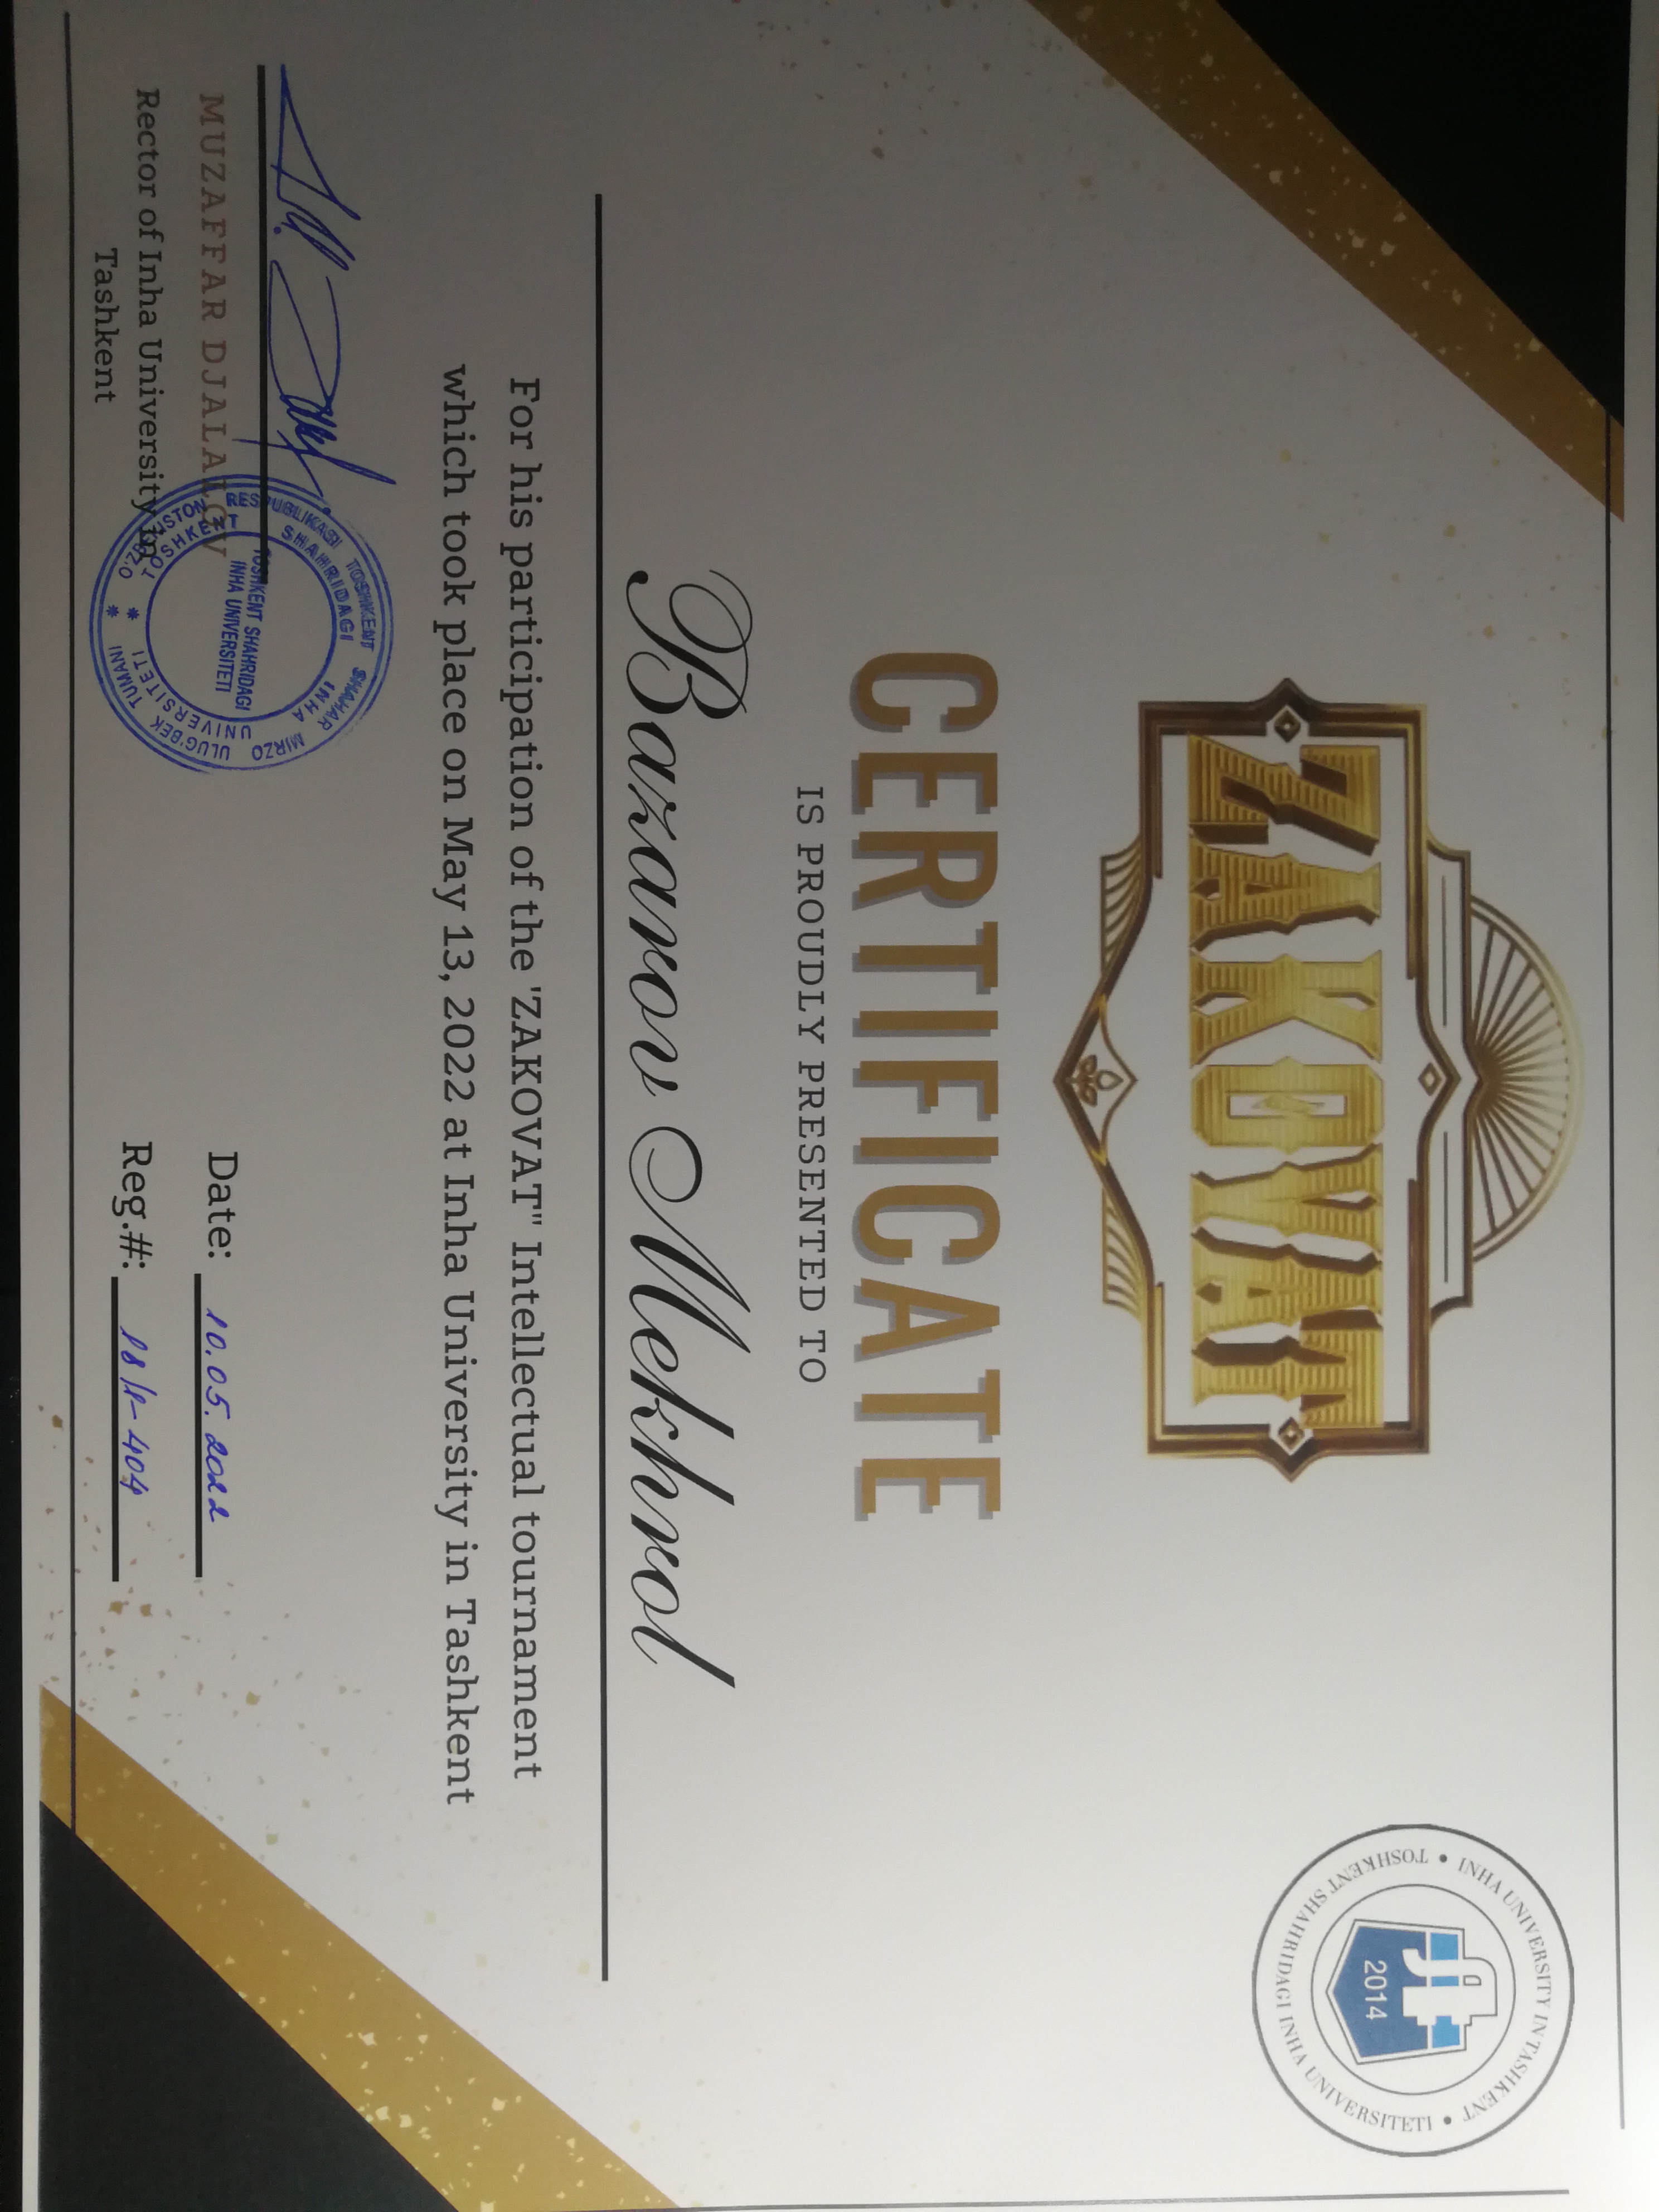 INHA UNIVERSITY IN TASHKENT
TOSHKENT SHAHRIDAGI INHA UNIVERSITETI
2014
ZAKOVAT
CERTIFICATE
IS PROUDLY PRESENTED TO
Bazarov Mekhrol
For his participation of the 'ZAKOVAT" Intellectual tournament
which took place on May 13, 2022 at Inha University in Tashkent
O'ZBEKISTON RESPUBLIKASI TOSHKENT SHAHAR MIRZO ULUG'BEK TUMANI
TOSHKENT SHAHRIDAGI INHA UNIVERSITETI
TOSHKENT SHAHRIDAGI
INHA UNIVERSITETI
MUZAFFAR DJALALOV
Rector of Inha University in
Tashkent
Date: 10.05.2022
Reg.#: 18/1-404